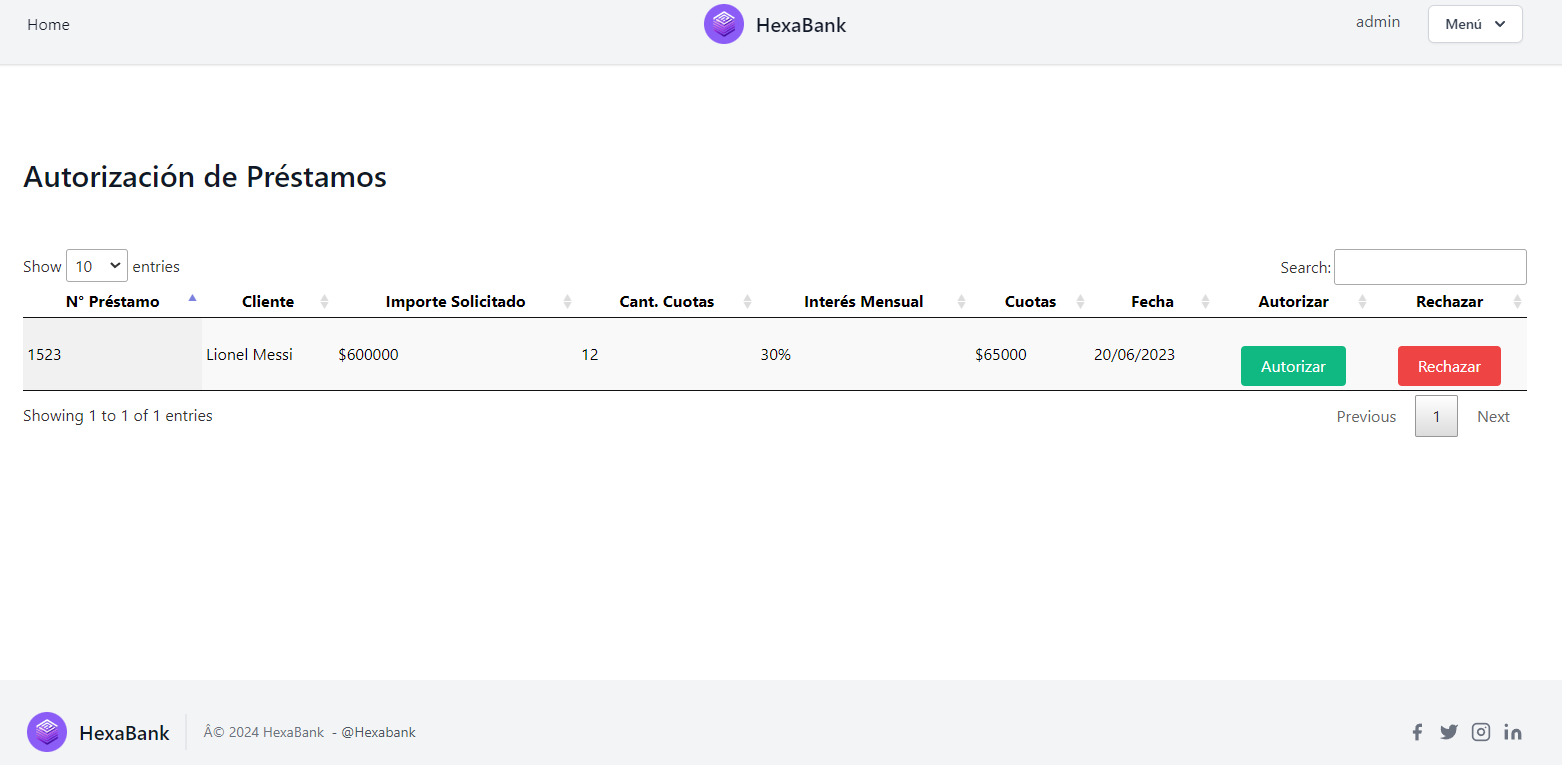 Home HexaBank admin Menú
Autorización de Préstamos
Show 10 entries Search:
N° Préstamo Cliente Importe Solicitado Cant. Cuotas Interés Mensual Cuotas Fecha Autorizar Rechazar
1523 Lionel Messi $600000 12 30% $65000 20/06/2023 Autorizar Rechazar
Showing 1 to 1 of 1 entries Previous 1 Next
HexaBank Â© 2024 HexaBank - @Hexabank